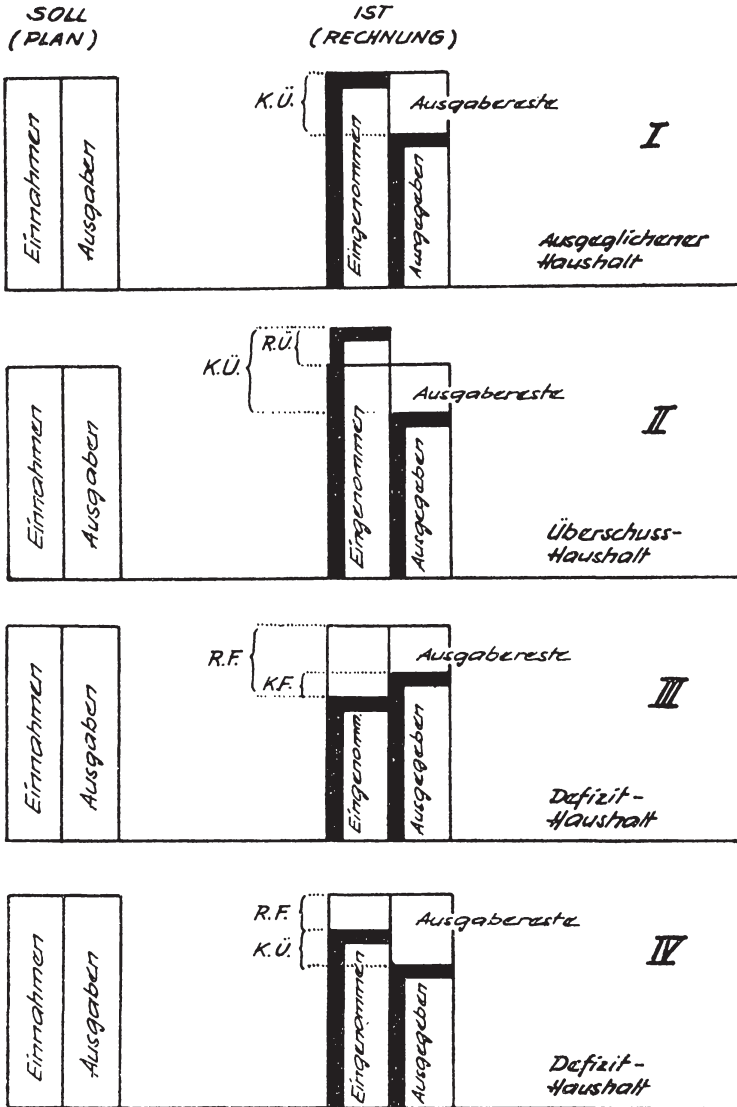 SOLL
(PLAN)
IST
(RECHNUNG)
Einnahmen
Ausgaben
K.Ü.
Eingenommen
Ausgabereste
Ausgegeben
I
Ausgeglichener
Haushalt
Einnahmen
Ausgaben
K.Ü.
R.Ü.
Eingenommen
Ausgabereste
Ausgegeben
II
Überschuss-
Haushalt
Einnahmen
Ausgaben
R.F.
K.F.
Eingenomm.
Ausgabereste
Ausgegeben
III
Defizit-
Haushalt
Einnahmen
Ausgaben
R.F.
K.Ü.
Eingenommen
Ausgabereste
Ausgegeben
IV
Defizit-
Haushalt